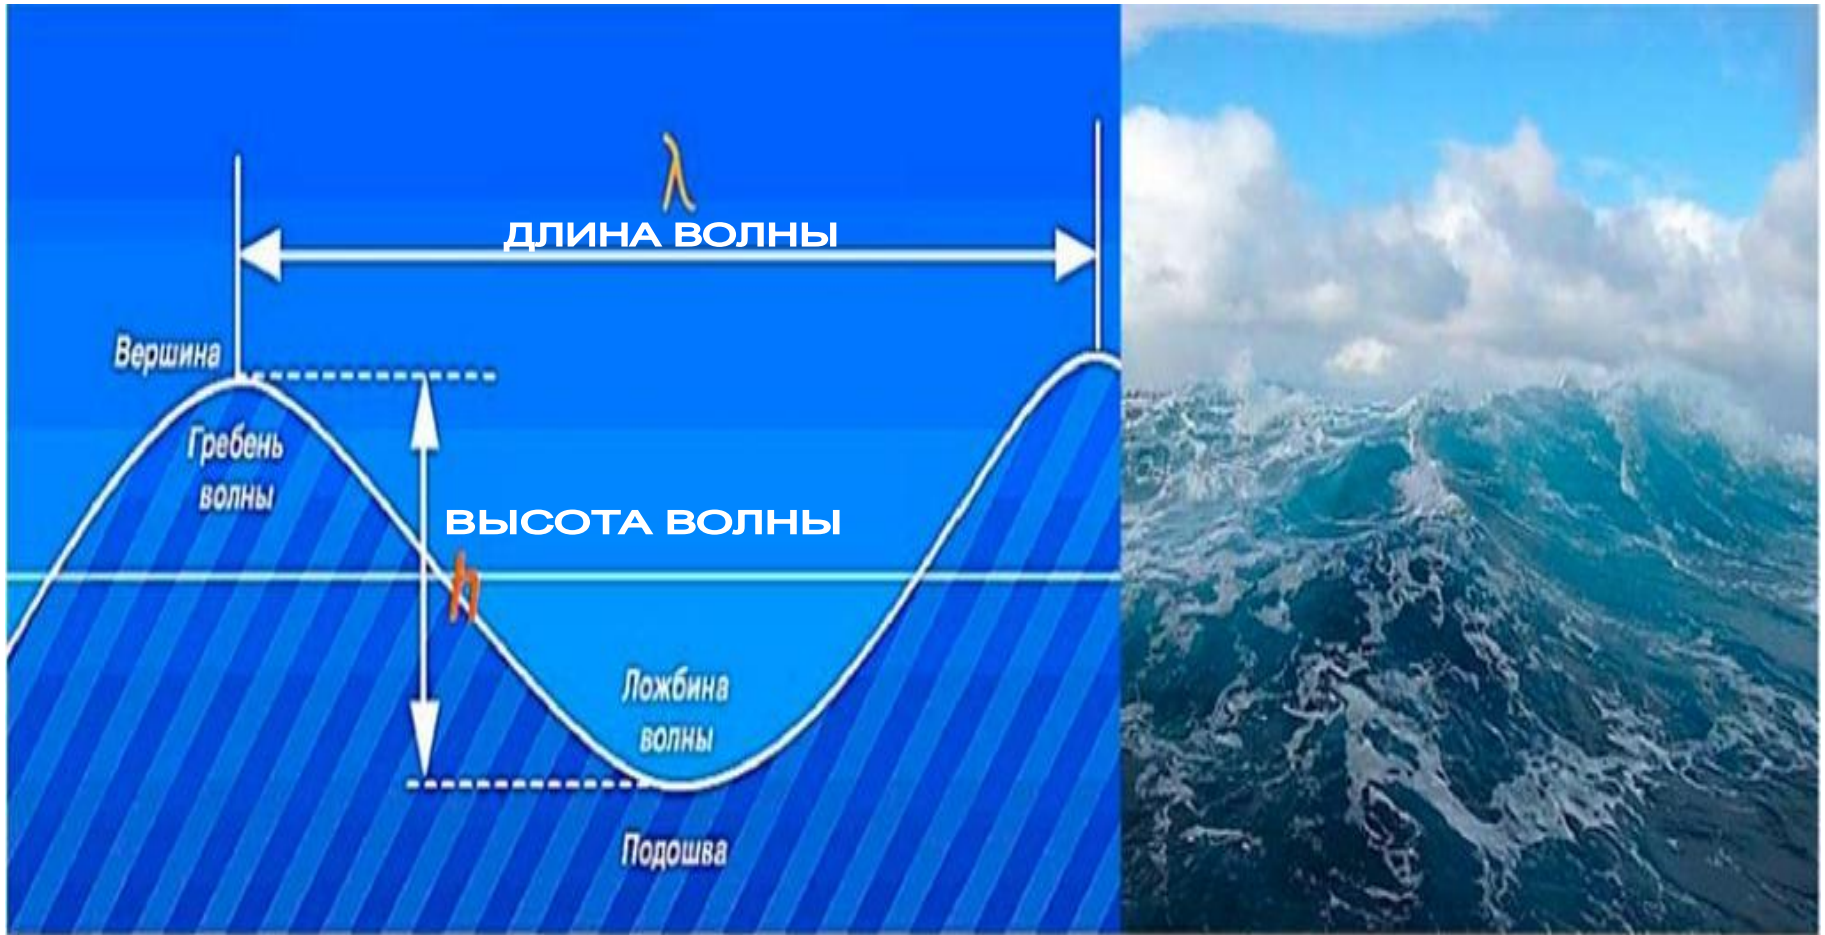 λ
ДЛИНА ВОЛНЫ
Вершина
Гребень
волны
ВЫСОТА ВОЛНЫ
h
Ложбина
волны
Подошва